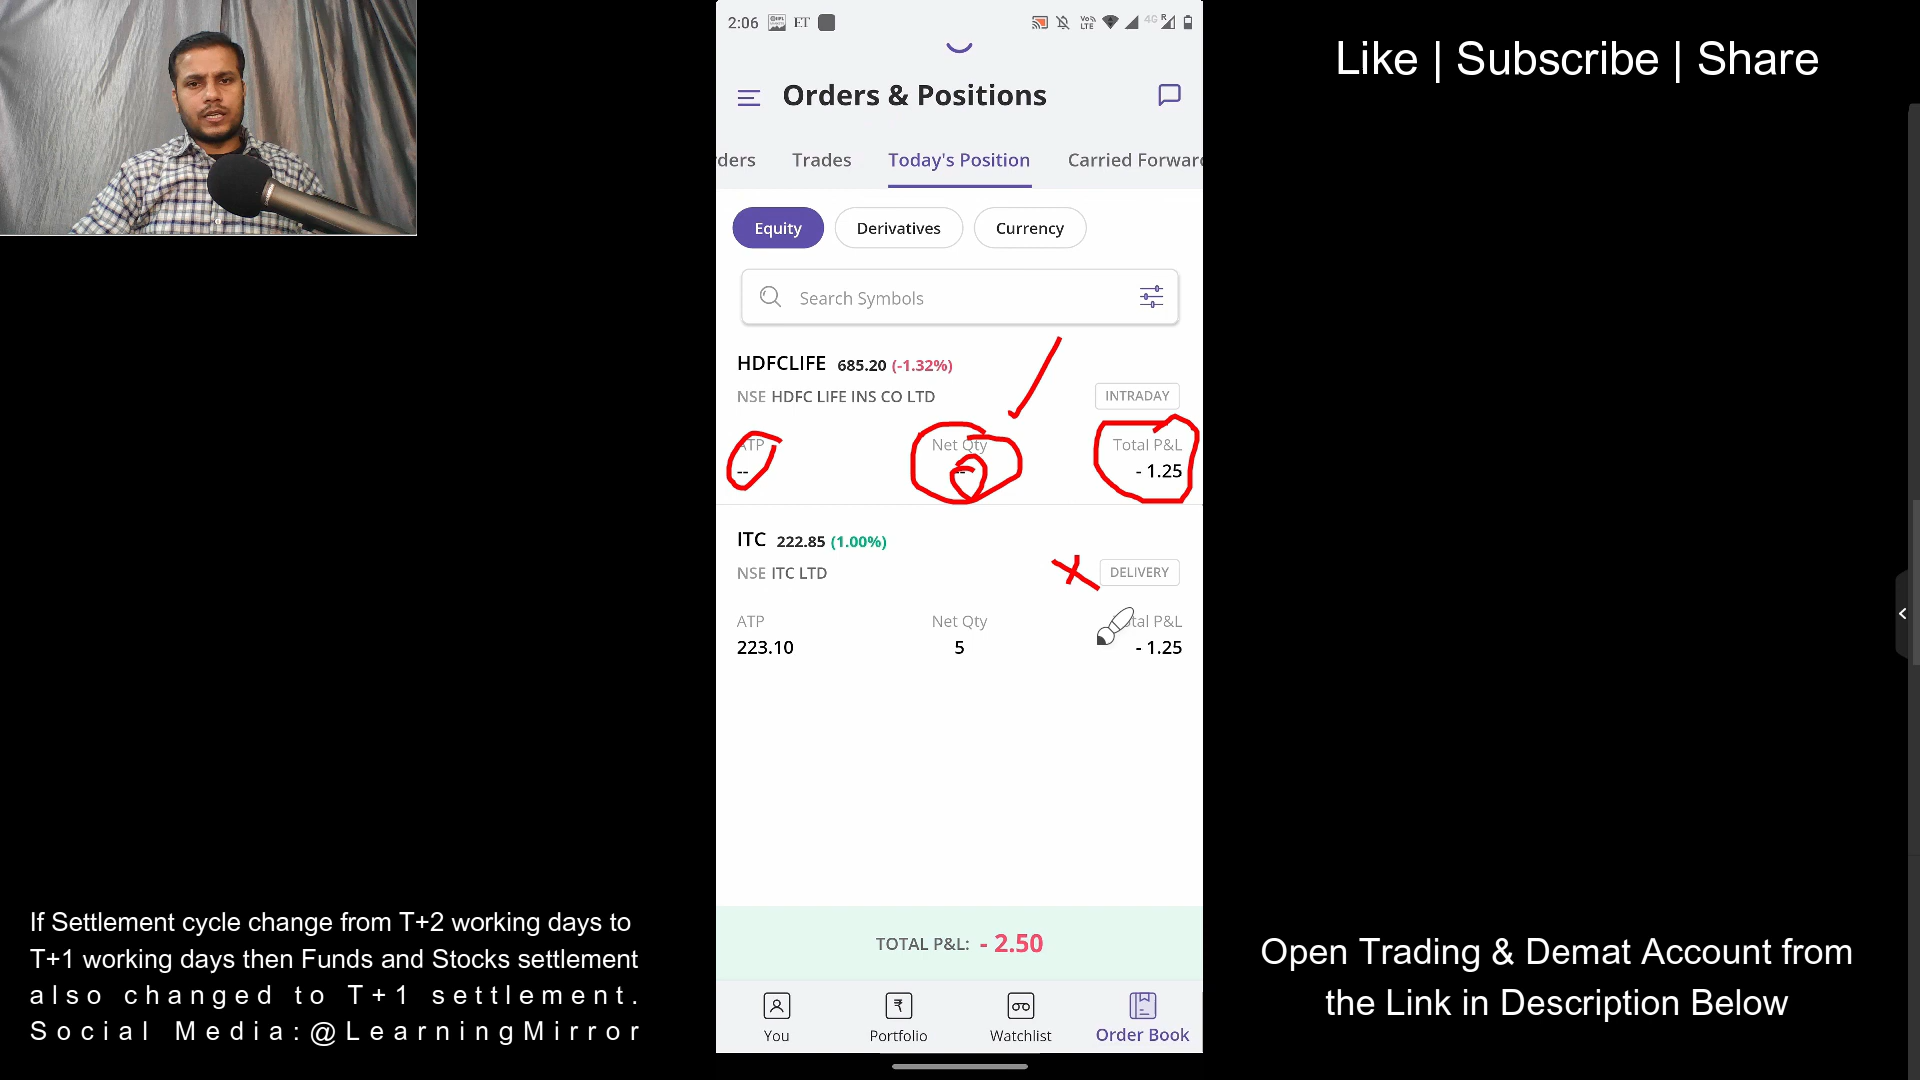 Like | Subscribe | Share
2:06 ET VoLTE 4G R
Orders & Positions
ders Trades Today's Position Carried Forward
Equity Derivatives Currency
Search Symbols
HDFCLIFE 685.20 (-1.32%)
NSE HDFC LIFE INS CO LTD INTRADAY
ATP Net Qty Total P&L
-- -- - 1.25
ITC 222.85 (1.00%)
NSE ITC LTD DELIVERY
ATP Net Qty tal P&L
223.10 5 - 1.25
TOTAL P&L: - 2.50
You Portfolio Watchlist Order Book
If Settlement cycle change from T+2 working days to
T+1 working days then Funds and Stocks settlement
also changed to T+1 settlement.
Social Media:@LearningMirror
Open Trading & Demat Account from
the Link in Description Below